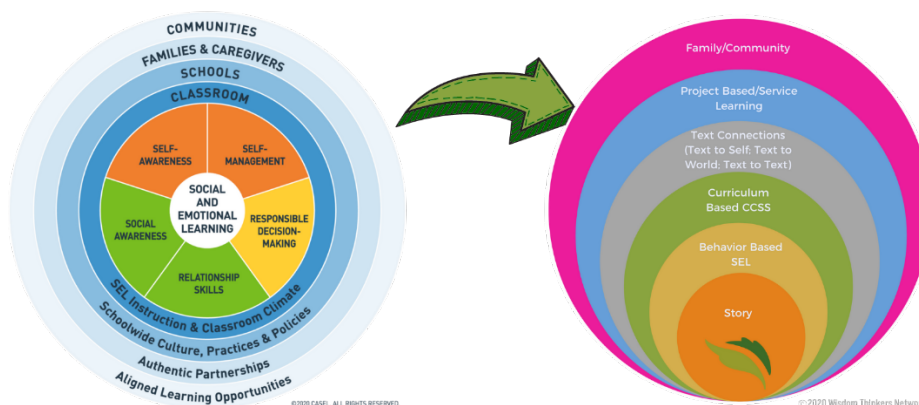 COMMUNITIES
FAMILIES & CAREGIVERS
SCHOOLS
CLASSROOM
SELF-
AWARENESS
SELF-
MANAGEMENT
SOCIAL
AND
EMOTIONAL
LEARNING
SOCIAL
AWARENESS
RESPONSIBLE
DECISION-
MAKING
RELATIONSHIP
SKILLS
SEL Instruction & Classroom Climate
Schoolwide Culture, Practices & Policies
Authentic Partnerships
Aligned Learning Opportunities
©2020 CASEL. ALL RIGHTS RESERVED.
Family/Community
Project Based/Service
Learning
Text Connections
(Text to Self; Text to
World; Text to Text)
Curriculum
Based CCSS
Behavior Based
SEL
Story
©2020 Wisdom Thinkers Netwo